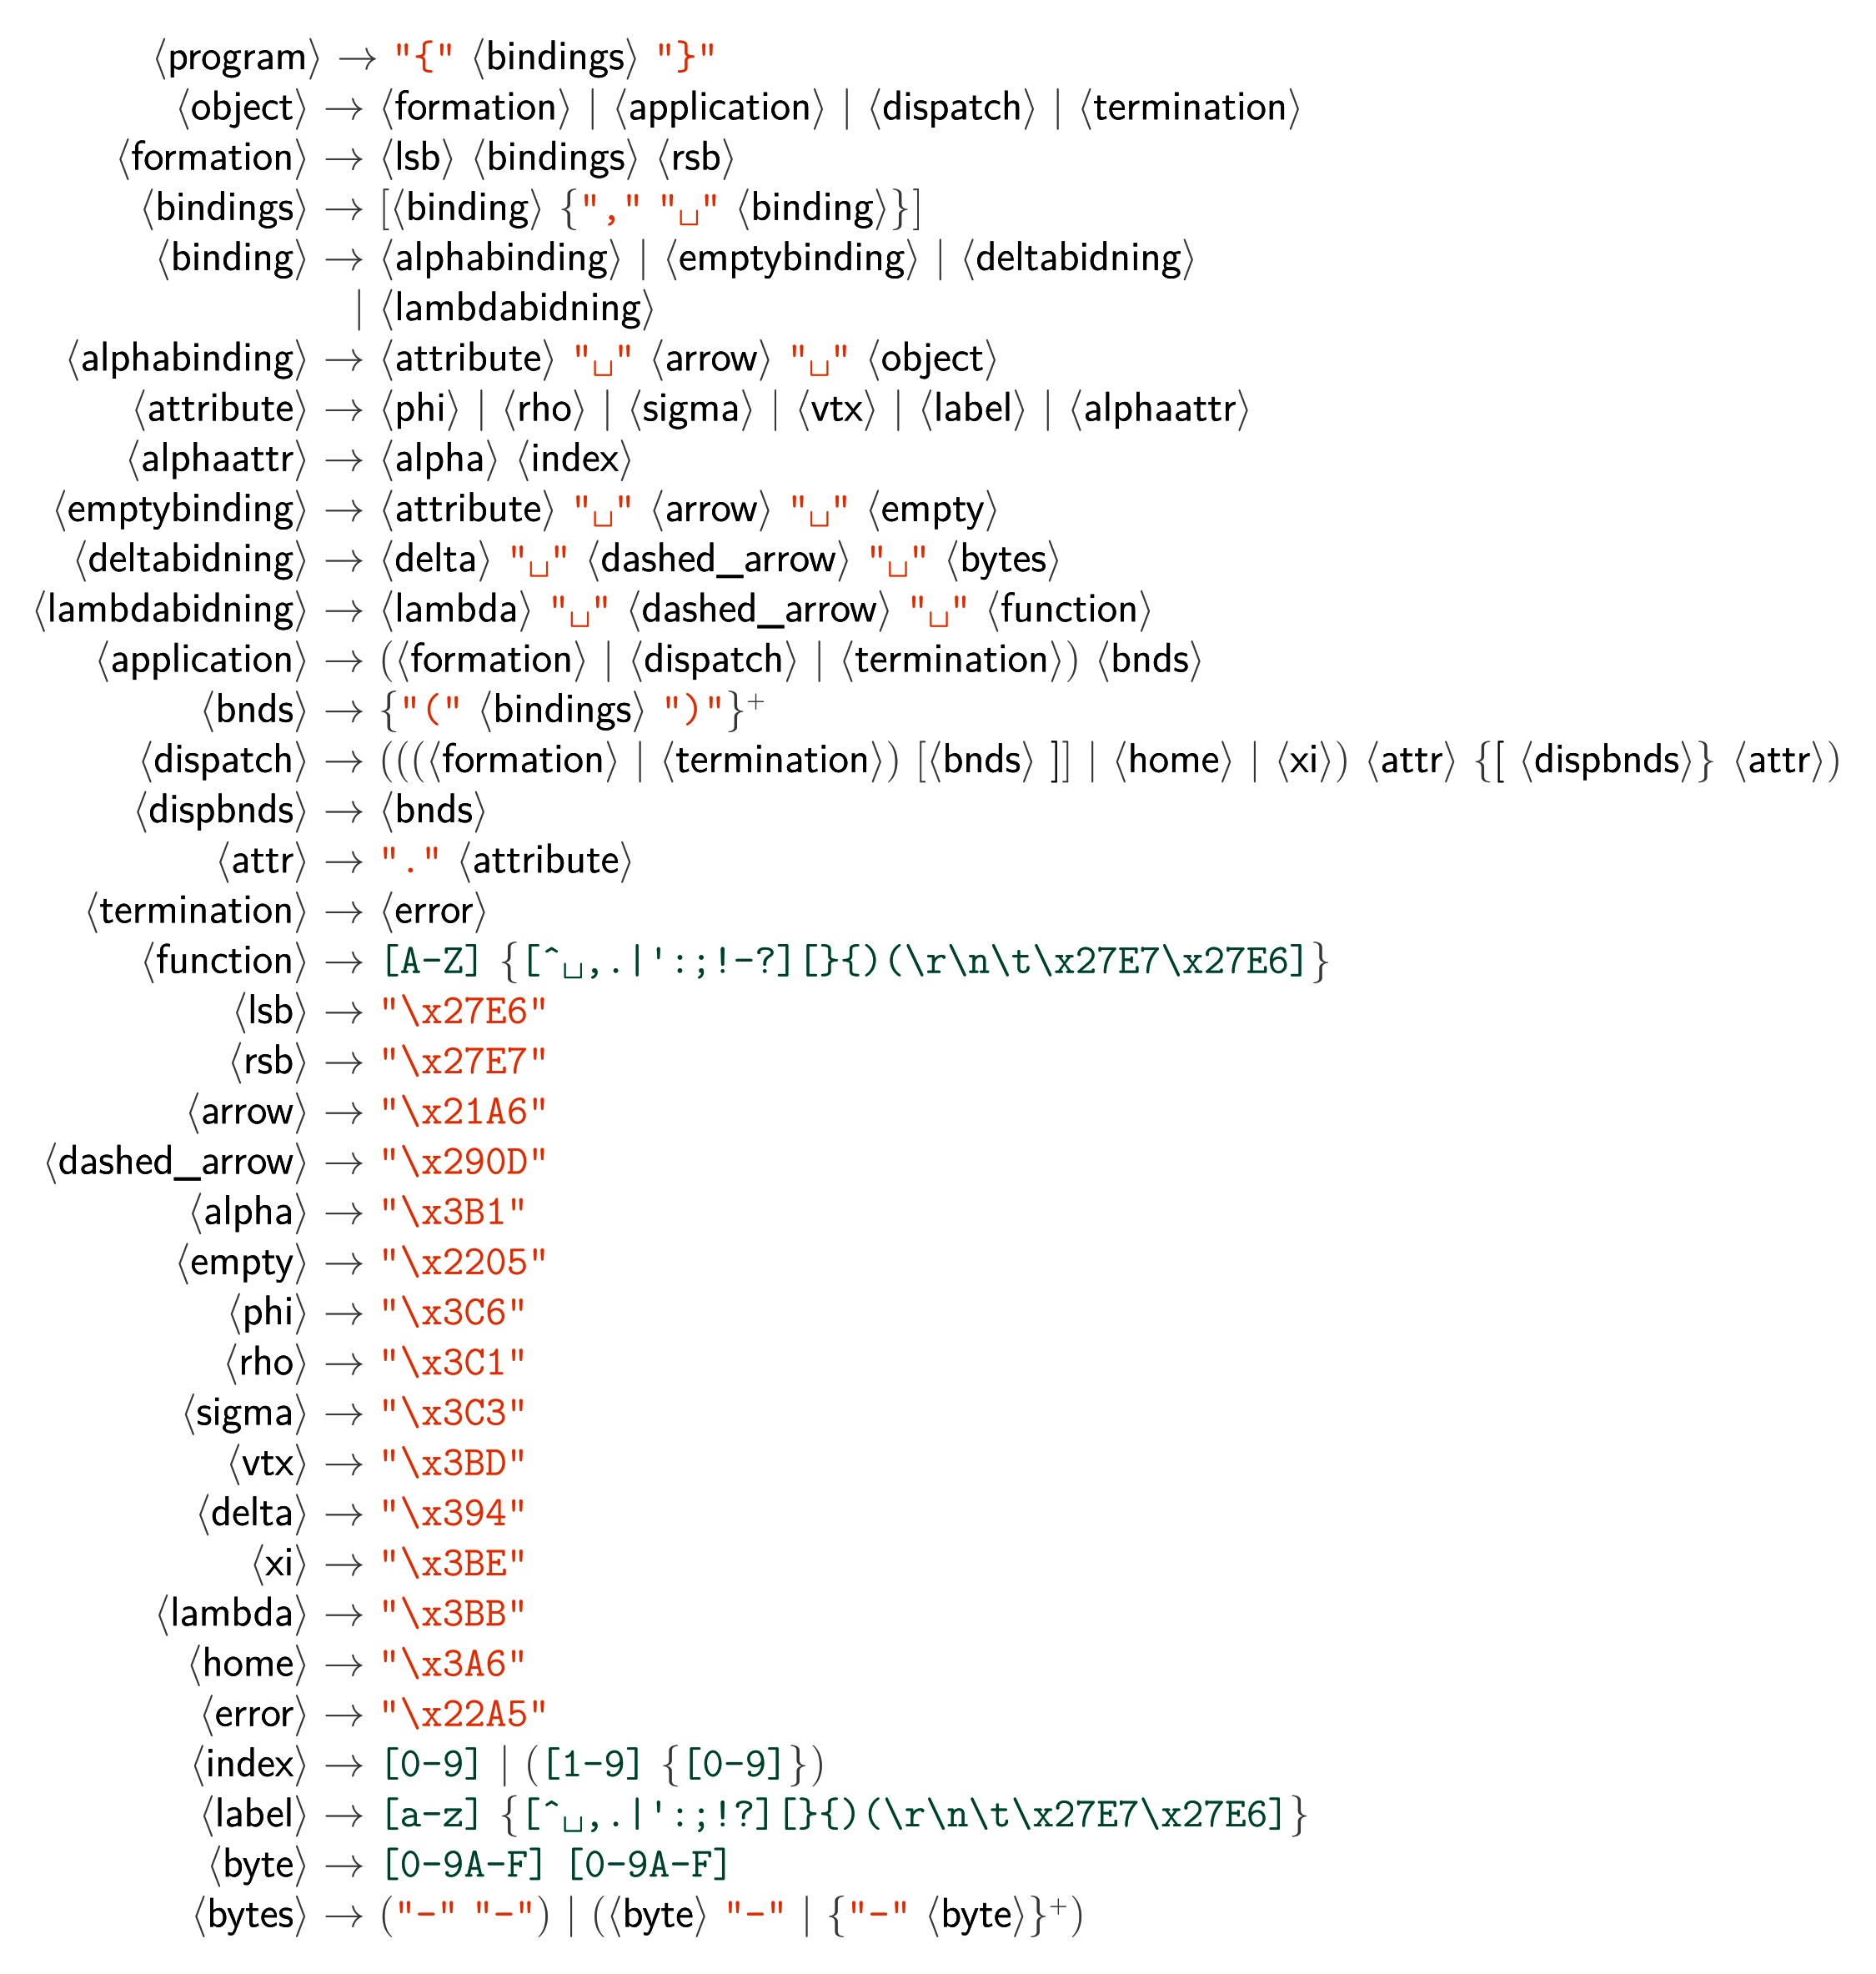 ⟨program⟩ → "{" ⟨bindings⟩ "}"
⟨object⟩ → ⟨formation⟩ | ⟨application⟩ | ⟨dispatch⟩ | ⟨termination⟩
⟨formation⟩ → ⟨lsb⟩ ⟨bindings⟩ ⟨rsb⟩
⟨bindings⟩ → [⟨binding⟩ {"," "␣" ⟨binding⟩}]
⟨binding⟩ → ⟨alphabinding⟩ | ⟨emptybinding⟩ | ⟨deltabidning⟩
| ⟨lambdabidning⟩
⟨alphabinding⟩ → ⟨attribute⟩ "␣" ⟨arrow⟩ "␣" ⟨object⟩
⟨attribute⟩ → ⟨phi⟩ | ⟨rho⟩ | ⟨sigma⟩ | ⟨vtx⟩ | ⟨label⟩ | ⟨alphaattr⟩
⟨alphaattr⟩ → ⟨alpha⟩ ⟨index⟩
⟨emptybinding⟩ → ⟨attribute⟩ "␣" ⟨arrow⟩ "␣" ⟨empty⟩
⟨deltabidning⟩ → ⟨delta⟩ "␣" ⟨dashed_arrow⟩ "␣" ⟨bytes⟩
⟨lambdabidning⟩ → ⟨lambda⟩ "␣" ⟨dashed_arrow⟩ "␣" ⟨function⟩
⟨application⟩ → (⟨formation⟩ | ⟨dispatch⟩ | ⟨termination⟩) ⟨bnds⟩
⟨bnds⟩ → {"(" ⟨bindings⟩ ")"}⁺
⟨dispatch⟩ → (((⟨formation⟩ | ⟨termination⟩) [⟨bnds⟩ ]] | ⟨home⟩ | ⟨xi⟩) ⟨attr⟩ {[ ⟨dispbnds⟩} ⟨attr⟩)
⟨dispbnds⟩ → ⟨bnds⟩
⟨attr⟩ → "." ⟨attribute⟩
⟨termination⟩ → ⟨error⟩
⟨function⟩ → [A-Z] {[^␣,.|':;!-?][}{)(\r\n\t\x27E7\x27E6]}
⟨lsb⟩ → "\x27E6"
⟨rsb⟩ → "\x27E7"
⟨arrow⟩ → "\x21A6"
⟨dashed_arrow⟩ → "\x290D"
⟨alpha⟩ → "\x3B1"
⟨empty⟩ → "\x2205"
⟨phi⟩ → "\x3C6"
⟨rho⟩ → "\x3C1"
⟨sigma⟩ → "\x3C3"
⟨vtx⟩ → "\x3BD"
⟨delta⟩ → "\x394"
⟨xi⟩ → "\x3BE"
⟨lambda⟩ → "\x3BB"
⟨home⟩ → "\x3A6"
⟨error⟩ → "\x22A5"
⟨index⟩ → [0-9] | ([1-9] {[0-9]})
⟨label⟩ → [a-z] {[^␣,.|':;!?][}{)(\r\n\t\x27E7\x27E6]}
⟨byte⟩ → [0-9A-F] [0-9A-F]
⟨bytes⟩ → ("-" "-") | (⟨byte⟩ "-" | {"-" ⟨byte⟩}⁺)